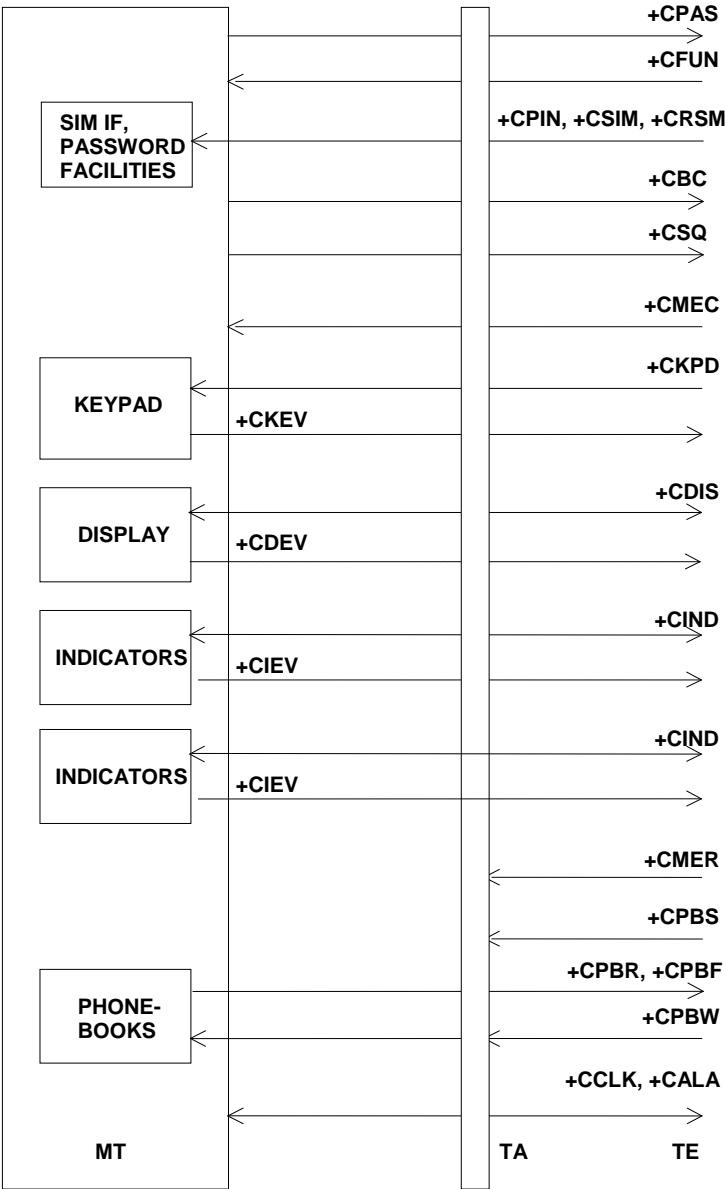 +CPAS
+CFUN
SIM IF,
PASSWORD
FACILITIES
+CPIN, +CSIM, +CRSM
+CBC
+CSQ
+CMEC
+CKPD
KEYPAD
+CKEV
+CDIS
DISPLAY
+CDEV
+CIND
INDICATORS
+CIEV
+CIND
INDICATORS
+CIEV
+CMER
+CPBS
+CPBR, +CPBF
PHONE-
BOOKS
+CPBW
+CCLK, +CALA
MT
TA
TE